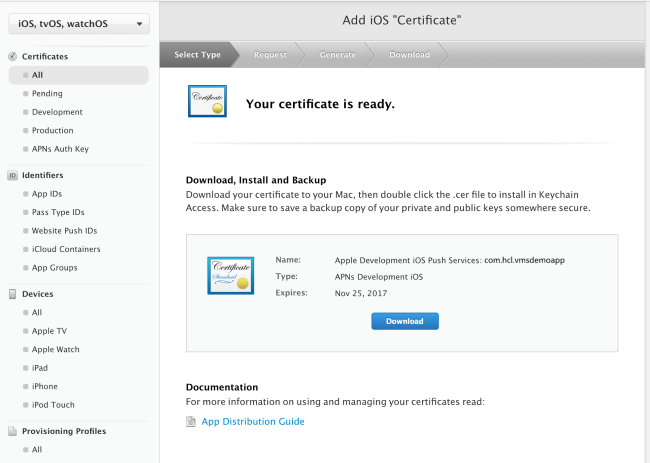 iOS, tvOS, watchOS
Certificates
All
Pending
Development
Production
APNs Auth Key
ID
Identifiers
App IDs
Pass Type IDs
Website Push IDs
iCloud Containers
App Groups
Devices
All
Apple TV
Apple Watch
iPad
iPhone
iPod Touch
Provisioning Profiles
All
Add iOS "Certificate"
Select Type
Request
Generate
Download
Certificate
Your certificate is ready.
Download, Install and Backup
Download your certificate to your Mac, then double click the .cer file to install in Keychain
Access. Make sure to save a backup copy of your private and public keys somewhere secure.
Certificate
Standard
Name: Apple Development iOS Push Services: com.hcl.vmsdemoapp
Type: APNs Development iOS
Expires: Nov 25, 2017
Download
Documentation
For more information on using and managing your certificates read:
App Distribution Guide